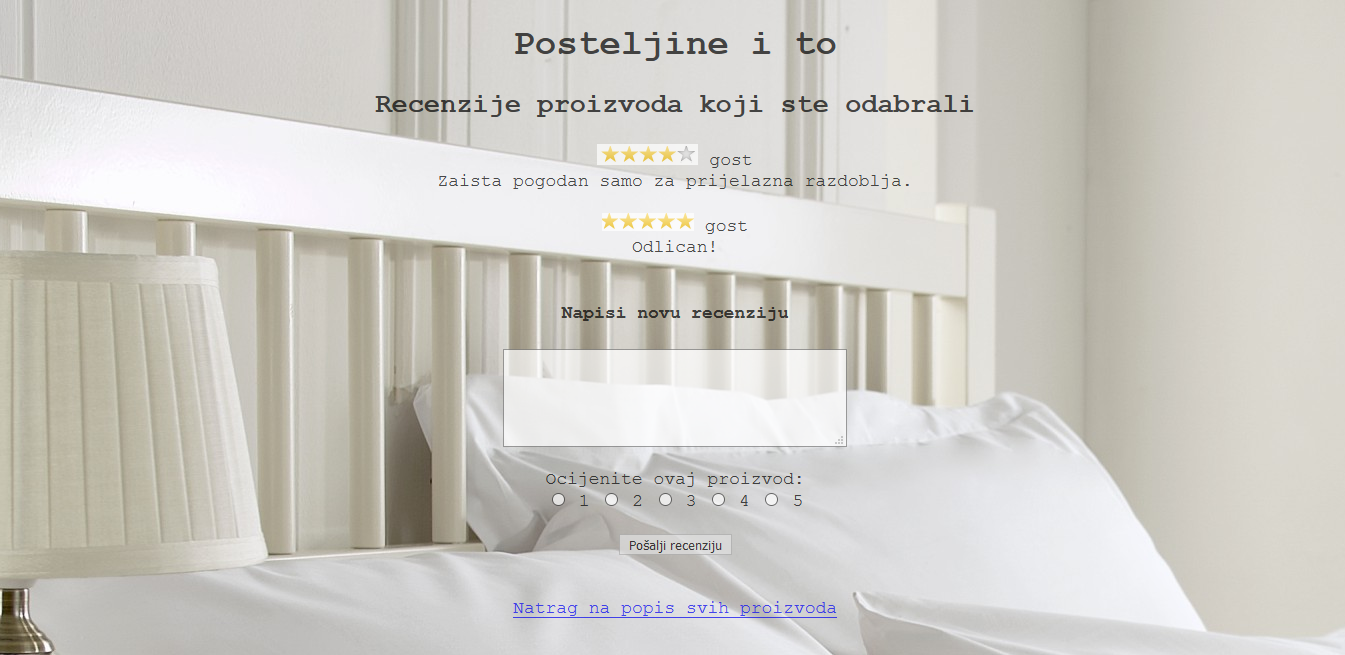 Posteljine i to
Recenzije proizvoda koji ste odabrali
gost
Zaista pogodan samo za prijelazna razdoblja.
gost
Odlican!
Napisi novu recenziju
Ocijenite ovaj proizvod:
1 2 3 4 5
Pošalji recenziju
Natrag na popis svih proizvoda